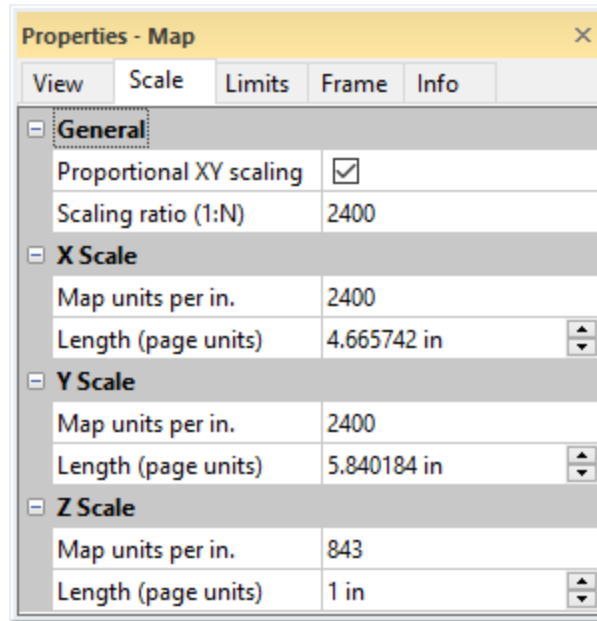 Properties - Map
View Scale Limits Frame Info
General
Proportional XY scaling
Scaling ratio (1:N) 2400
X Scale
Map units per in. 2400
Length (page units) 4.665742 in
Y Scale
Map units per in. 2400
Length (page units) 5.840184 in
Z Scale
Map units per in. 843
Length (page units) 1 in